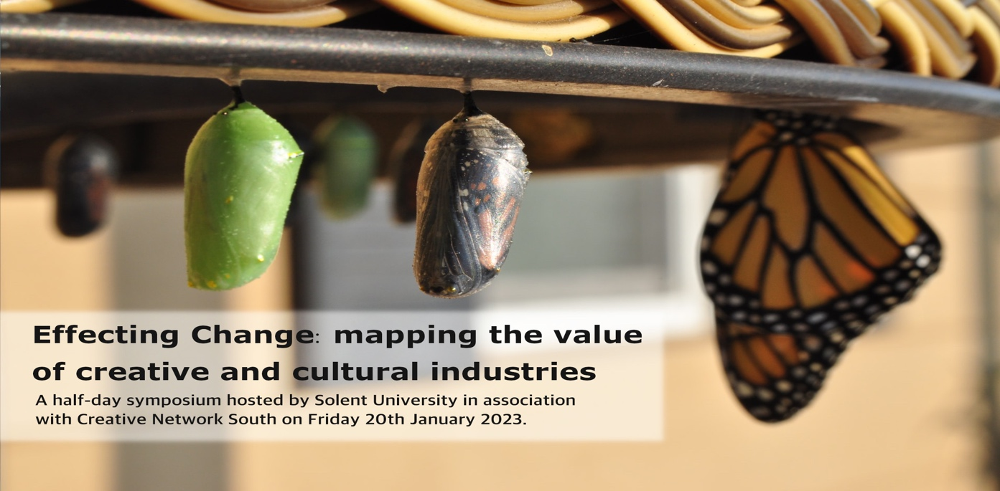 Effecting Change: mapping the value
of creative and cultural industries
A half-day symposium hosted by Solent University in association
with Creative Network South on Friday 20th January 2023.